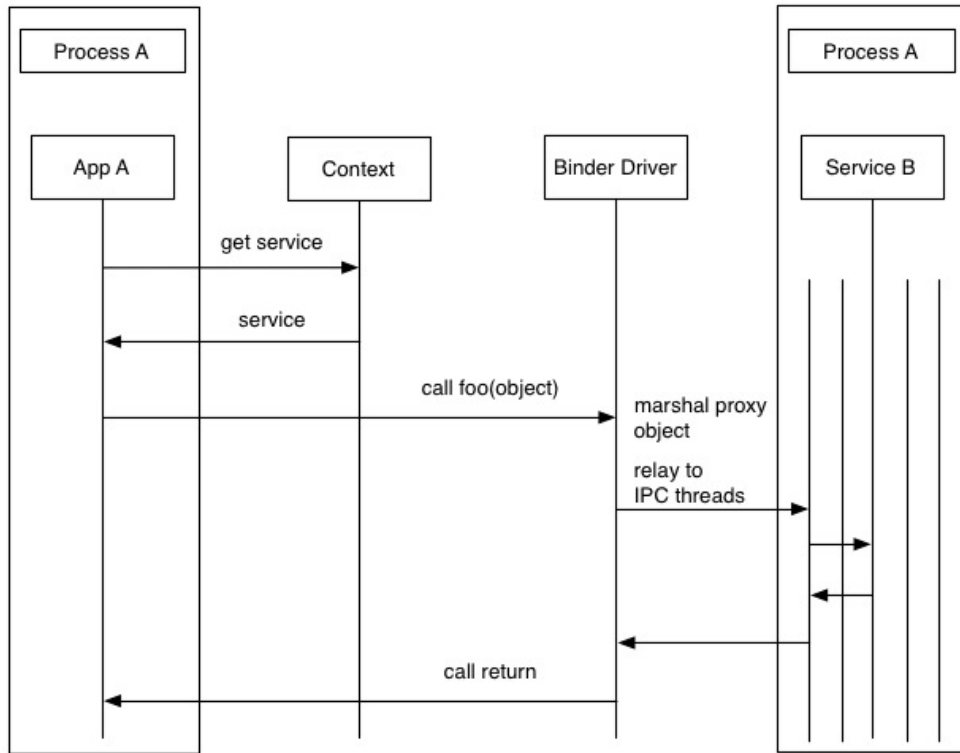 Process A
Process A
App A
Context
Binder Driver
Service B
get service
service
call foo(object)
marshal proxy
object
relay to
IPC threads
call return